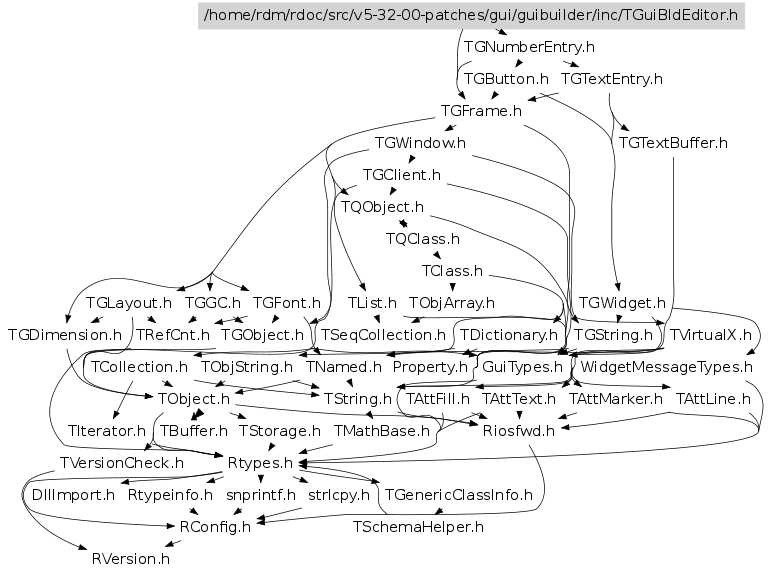 /home/rdm/rdoc/src/v5-32-00-patches/gui/guibuilder/inc/TGuiBldEditor.h
TGNumberEntry.h
TGButton.h TGTextEntry.h
TGFrame.h
TGWindow.h TGTextBuffer.h
TGClient.h
TQObject.h
TQClass.h
TClass.h
TGLayout.h TGGC.h TGFont.h TList.h TObjArray.h TGWidget.h
TGDimension.h TRefCnt.h TGObject.h TSeqCollection.h TDictionary.h TGString.h TVirtualX.h
TCollection.h TObjString.h TNamed.h Property.h GuiTypes.h WidgetMessageTypes.h
TObject.h TString.h TAttFill.h TAttText.h TAttMarker.h TAttLine.h
TIterator.h TBuffer.h TStorage.h TMathBase.h Riosfwd.h
TVersionCheck.h Rtypes.h
DllImport.h Rtypeinfo.h snprintf.h strlcpy.h TGenericClassInfo.h
RConfig.h TSchemaHelper.h
RVersion.h